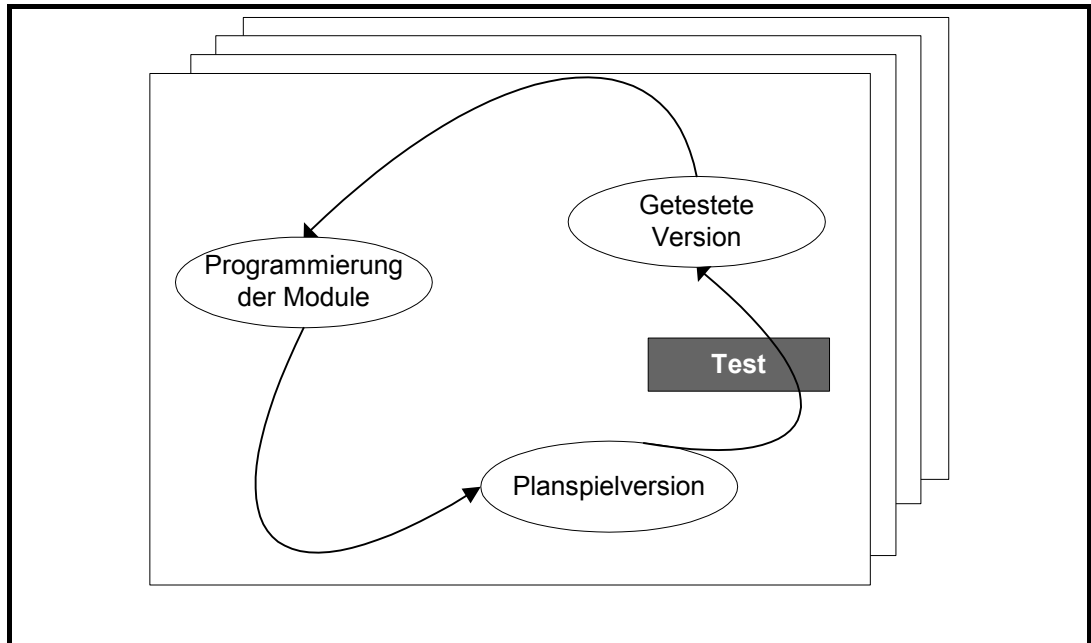 Getestete
Version
Programmierung
der Module
Test
Planspielversion